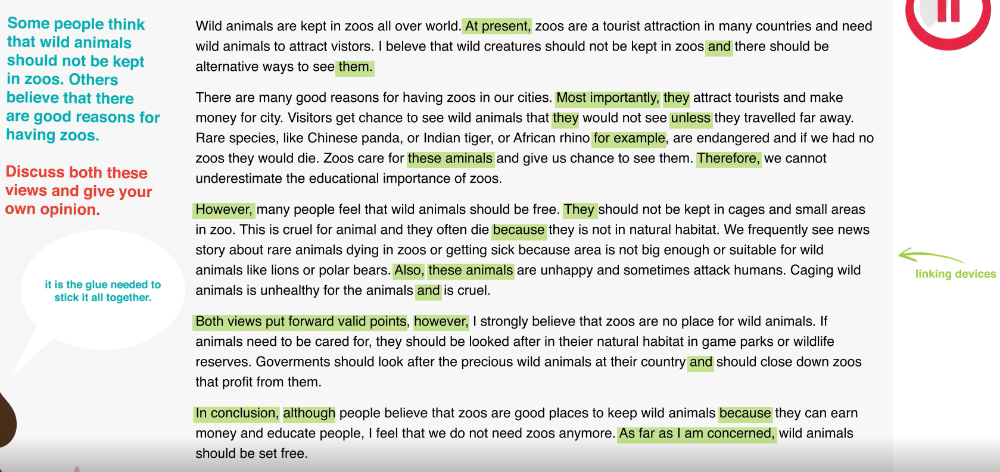 Some people think
that wild animals
should not be kept
in zoos. Others
believe that there
are good reasons for
having zoos.
Discuss both these
views and give your
own opinion.
it is the glue needed to
stick it all together.
Wild animals are kept in zoos all over world. At present, zoos are a tourist attraction in many countries and need
wild animals to attract vistors. I beleve that wild creatures should not be kept in zoos and there should be
alternative ways to see them.
There are many good reasons for having zoos in our cities. Most importantly, they attract tourists and make
money for city. Visitors get chance to see wild animals that they would not see unless they travelled far away.
Rare species, like Chinese panda, or Indian tiger, or African rhino for example, are endangered and if we had no
zoos they would die. Zoos care for these aminals and give us chance to see them. Therefore, we cannot
underestimate the educational importance of zoos.
However, many people feel that wild animals should be free. They should not be kept in cages and small areas
in zoo. This is cruel for animal and they often die because they is not in natural habitat. We frequently see news
story about rare animals dying in zoos or getting sick because area is not big enough or suitable for wild
animals like lions or polar bears. Also, these animals are unhappy and sometimes attack humans. Caging wild
animals is unhealthy for the animals and is cruel.
Both views put forward valid points, however, I strongly believe that zoos are no place for wild animals. If
animals need to be cared for, they should be looked after in theier natural habitat in game parks or wildlife
reserves. Goverments should look after the precious wild animals at their country and should close down zoos
that profit from them.
In conclusion, although people believe that zoos are good places to keep wild animals because they can earn
money and educate people, I feel that we do not need zoos anymore. As far as I am concerned, wild animals
should be set free.
linking devices